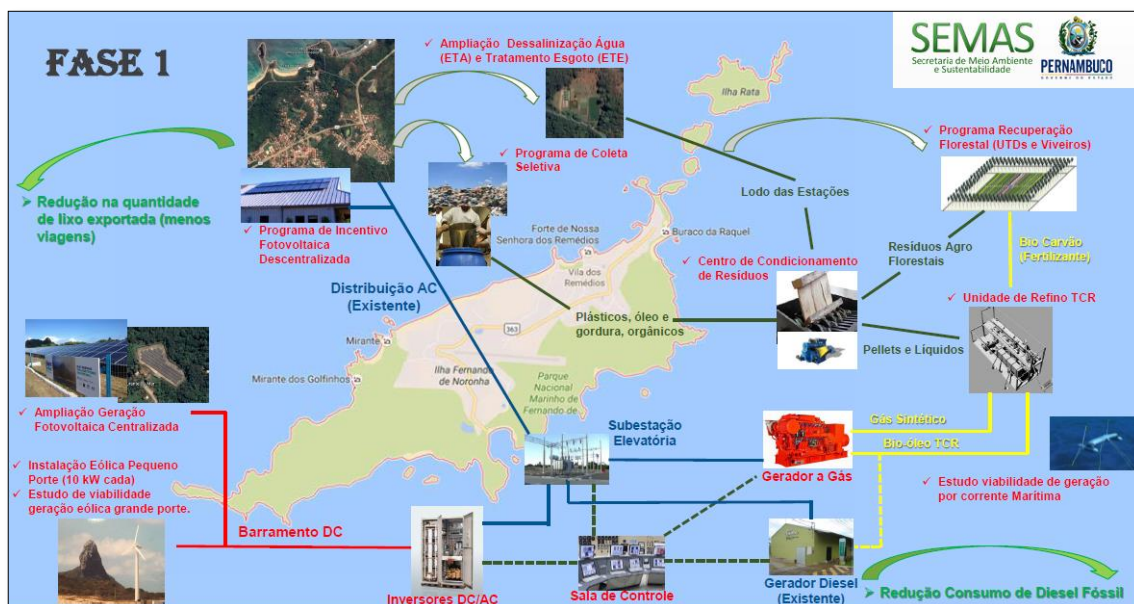 FASE 1
✓ Ampliação Dessalinização Água
(ETA) e Tratamento Esgoto (ETE)
SEMAS
Secretaria de Meio Ambiente
e Sustentabilidade
PERNAMBUCO
GOVERNO DO ESTADO
Ilha Rata
✓ Programa Recuperação
Florestal (UTDs e Viveiros)
✓ Programa de Coleta
Seletiva
Lodo das Estações
➢ Redução na quantidade
de lixo exportada (menos
viagens)
✓ Programa de Incentivo
Fotovoltaica
Descentralizada
Forte de Nossa
Senhora dos Remédios
Buraco da Raquel
Vila dos
Remédios
✓ Centro de Condicionamento
de Resíduos
Resíduos Agro
Florestais
Bio Carvão
(Fertilizante)
Distribuição AC
(Existente)
✓ Unidade de Refino TCR
Plásticos, óleo e
gordura, orgânicos
363
Pellets e Líquidos
Mirante
Ilha Fernando
de Noronha
Mirante dos Golfinhos
Parque
Nacional
Marinho de
Fernando de...
✓ Ampliação Geração
Fotovoltaica Centralizada
Subestação
Elevatória
Gás Sintético
Bio-óleo TCR
Gerador a Gás
✓ Instalação Eólica Pequeno
Porte (10 kW cada)
✓ Estudo de viabilidade
geração eólica grande porte.
✓ Estudo viabilidade de geração
por corrente Marítima
Barramento DC
Inversores DC/AC
Sala de Controle
Gerador Diesel
(Existente)
➢ Redução Consumo de Diesel Fóssil